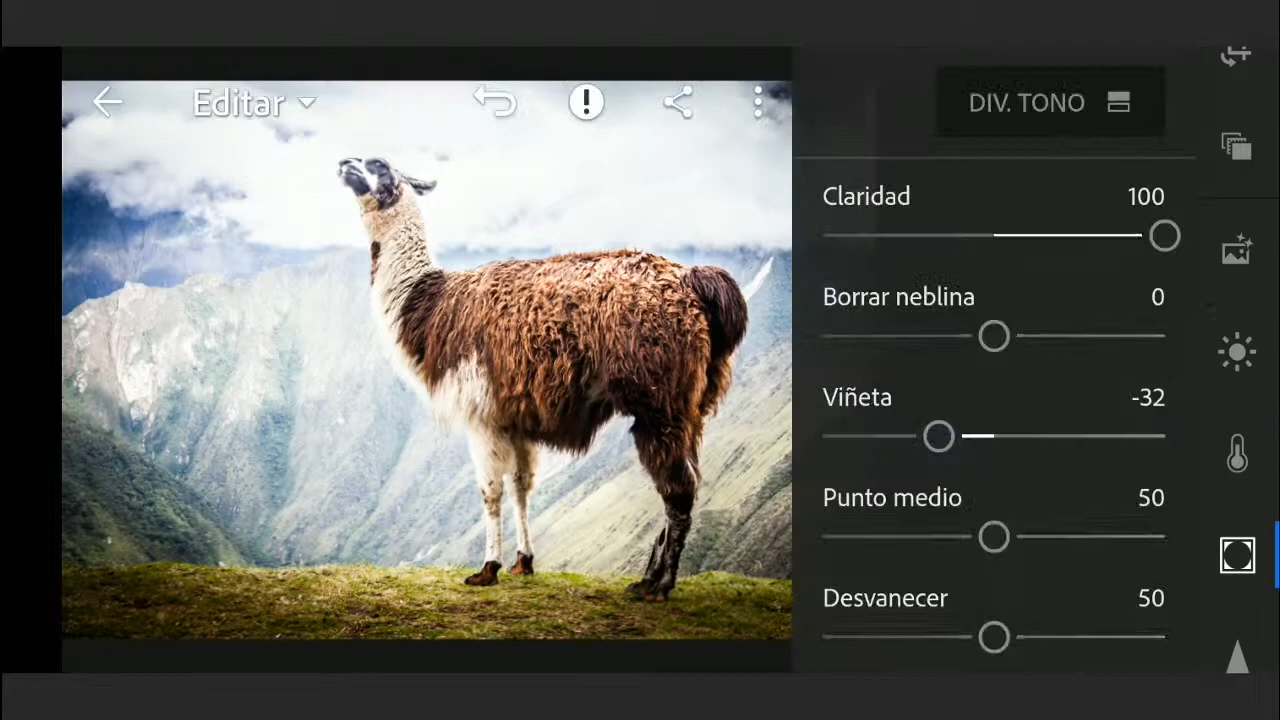 Editar
DIV. TONO
Claridad 100
Borrar neblina 0
Viñeta -32
Punto medio 50
Desvanecer 50